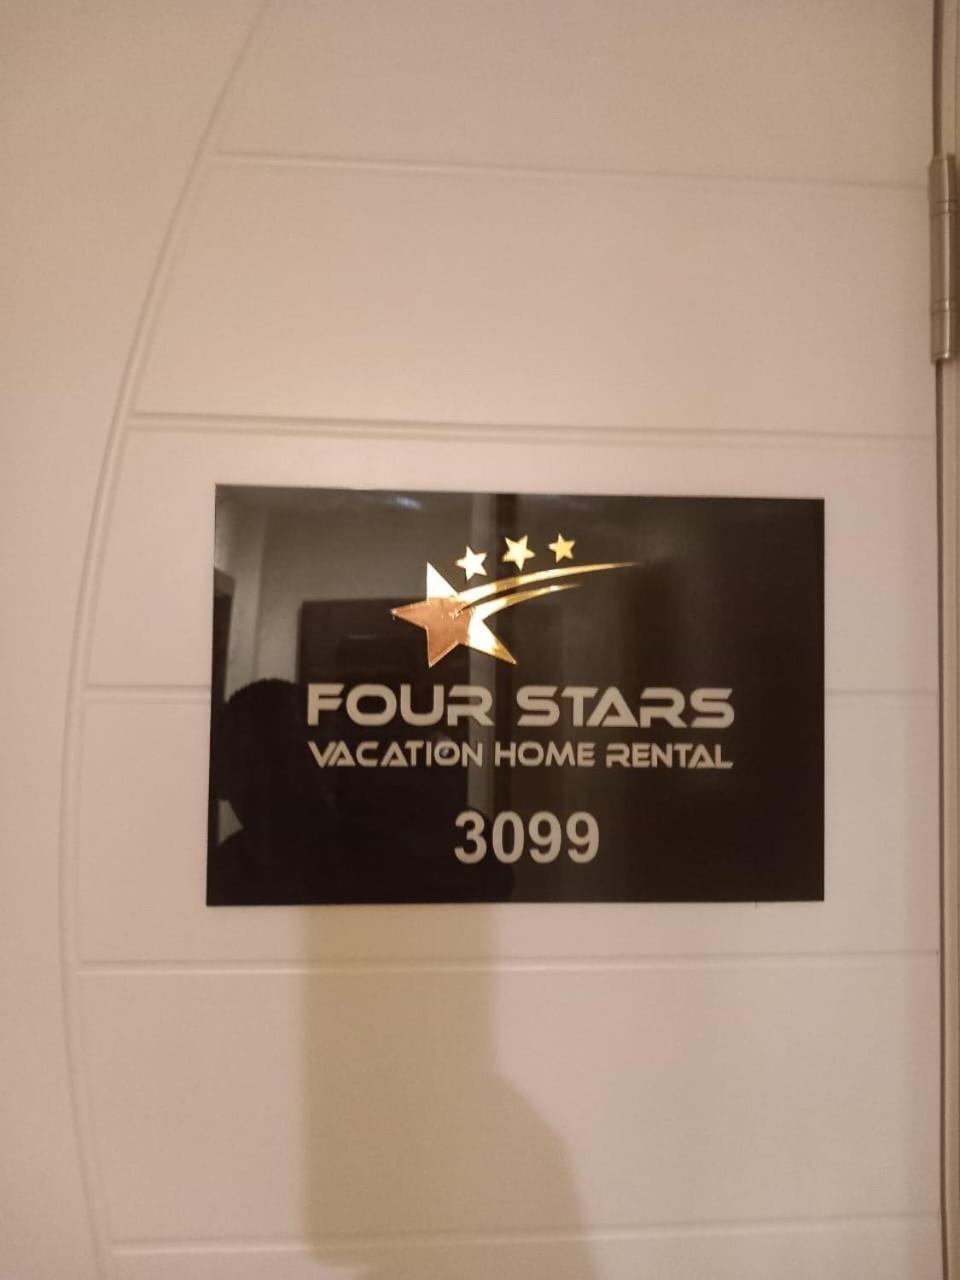 FOUR STARS
VACATION HOME RENTAL
3099